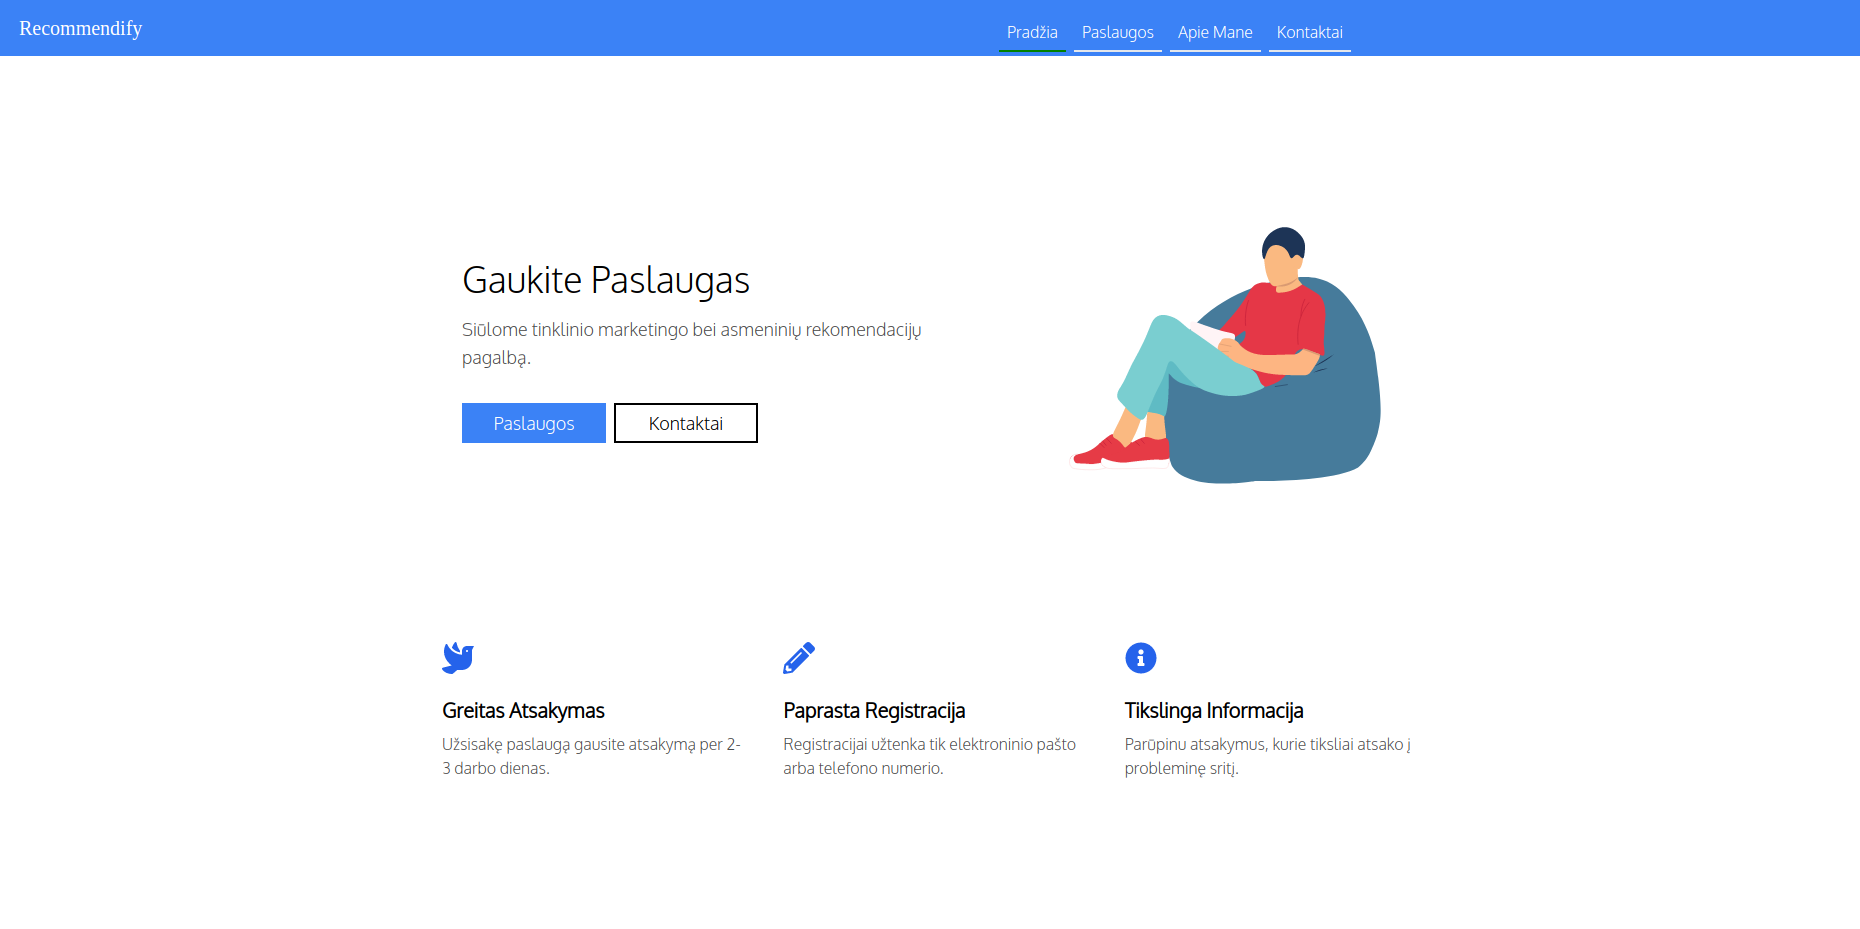 Recommendify
Pradžia
Paslaugos
Apie Mane
Kontaktai
Gaukite Paslaugas
Siūlome tinklinio marketingo bei asmeninių rekomendacijų
pagalbą.
Paslaugos
Kontaktai
Greitas Atsakymas
Užsisakę paslaugą gausite atsakymą per 2-
3 darbo dienas.
Paprasta Registracija
Registracijai užtenka tik elektroninio pašto
arba telefono numerio.
Tikslinga Informacija
Parūpinu atsakymus, kurie tiksliai atsako į
probleminę sritį.